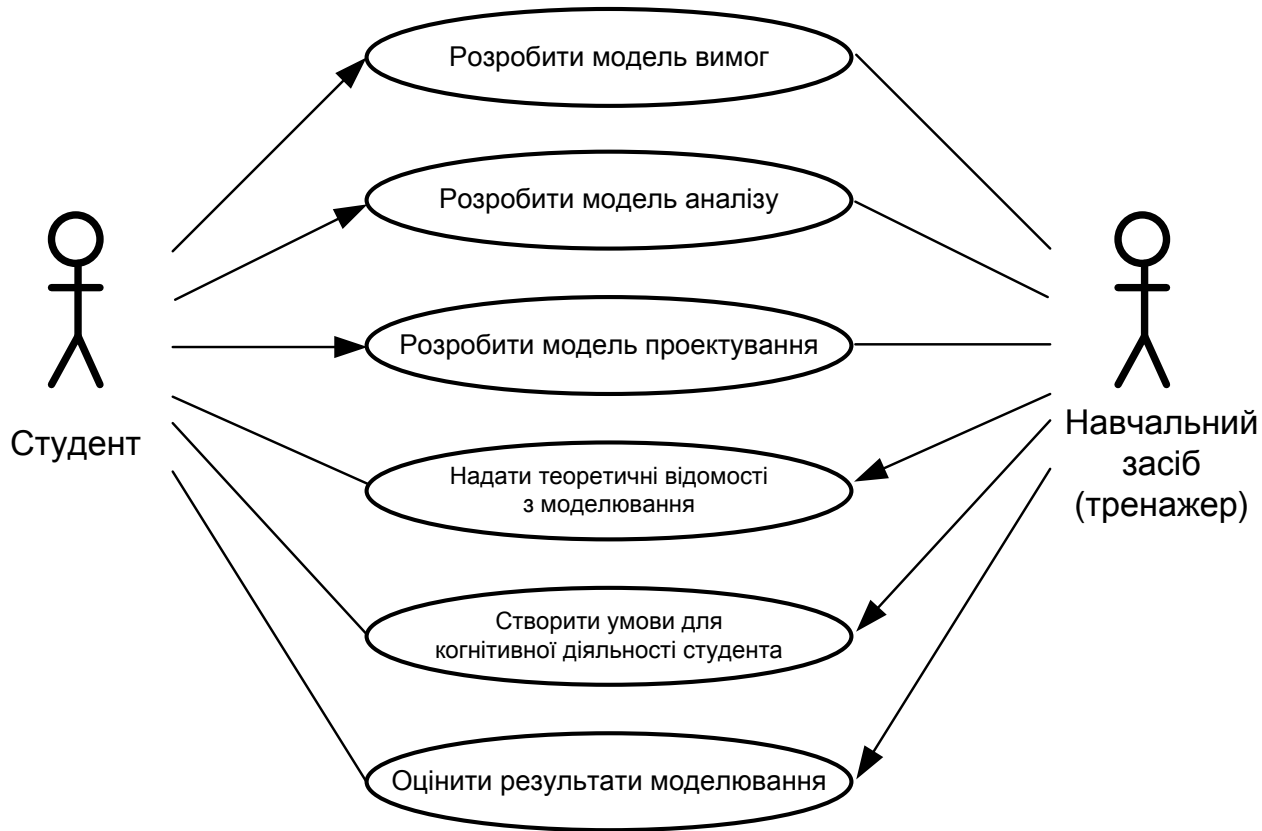 Розробити модель вимог
Розробити модель аналізу
Розробити модель проектування
Студент
Навчальний
засіб
(тренажер)
Надати теоретичні відомості
з моделювання
Створити умови для
когнітивної діяльності студента
Оцінити результати моделювання